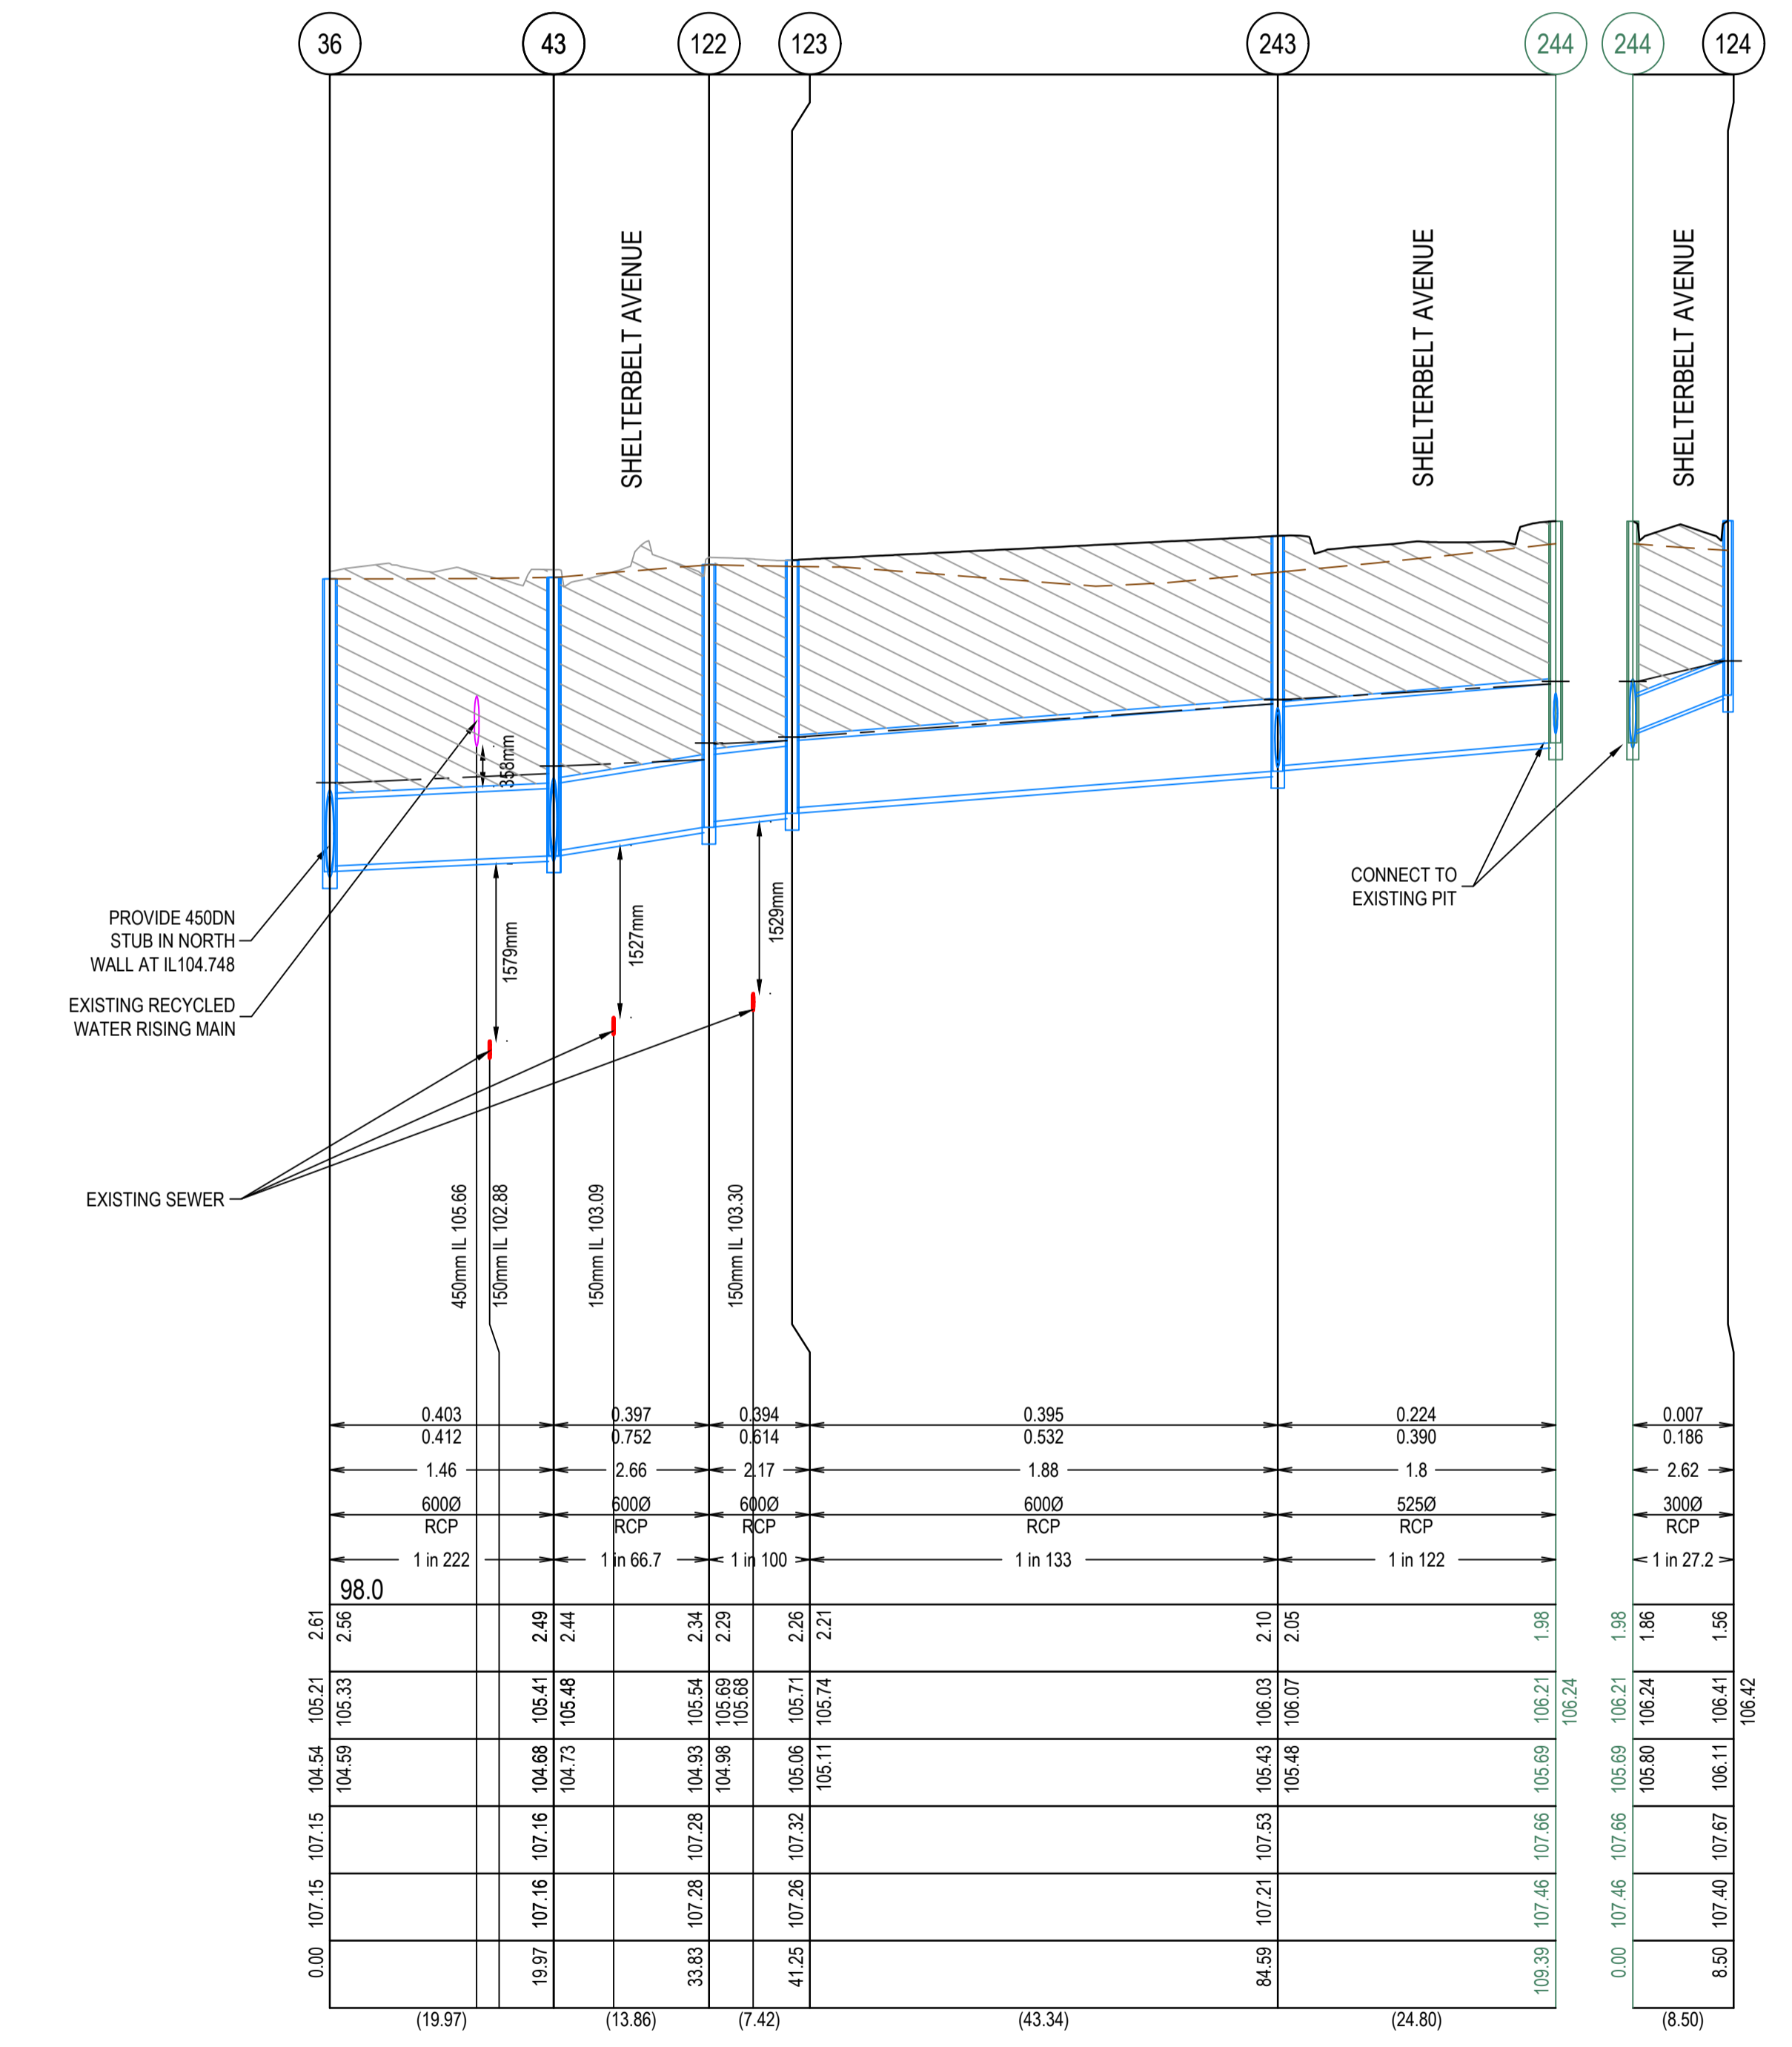 36
43
122
123
243
244
244
124
SHELTERBELT AVENUE
SHELTERBELT AVENUE
SHELTERBELT AVENUE
358mm
PROVIDE 450DN
STUB IN NORTH
WALL AT IL104.748
EXISTING RECYCLED
WATER RISING MAIN
1579mm
1527mm
1529mm
CONNECT TO
EXISTING PIT
EXISTING SEWER
450mm IL 105.66
150mm IL 102.88
150mm IL 103.09
150mm IL 103.30
0.403
0.397
0.394
0.395
0.224
0.007
0.412
0.752
0.614
0.532
0.390
0.186
1.46
2.66
2.17
1.88
1.8
2.62
600Ø
600Ø
600Ø
600Ø
525Ø
300Ø
RCP
RCP
RCP
RCP
RCP
RCP
1 in 222
1 in 66.7
1 in 100
1 in 133
1 in 122
1 in 27.2
98.0
2.61
2.56
2.49
2.44
2.34
2.29
2.26
2.21
2.10
2.05
1.98
1.98
1.86
1.56
105.21
105.33
105.41
105.48
105.54
105.69
105.68
105.71
105.74
106.03
106.07
106.21
106.24
106.21
106.24
106.41
106.42
104.54
104.59
104.68
104.73
104.93
104.98
105.06
105.11
105.43
105.48
105.69
105.69
105.80
106.11
107.15
107.16
107.28
107.32
107.53
107.66
107.66
107.67
107.15
107.16
107.28
107.26
107.21
107.46
107.46
107.40
0.00
19.97
33.83
41.25
84.59
109.39
0.00
8.50
(19.97)
(13.86)
(7.42)
(43.34)
(24.80)
(8.50)